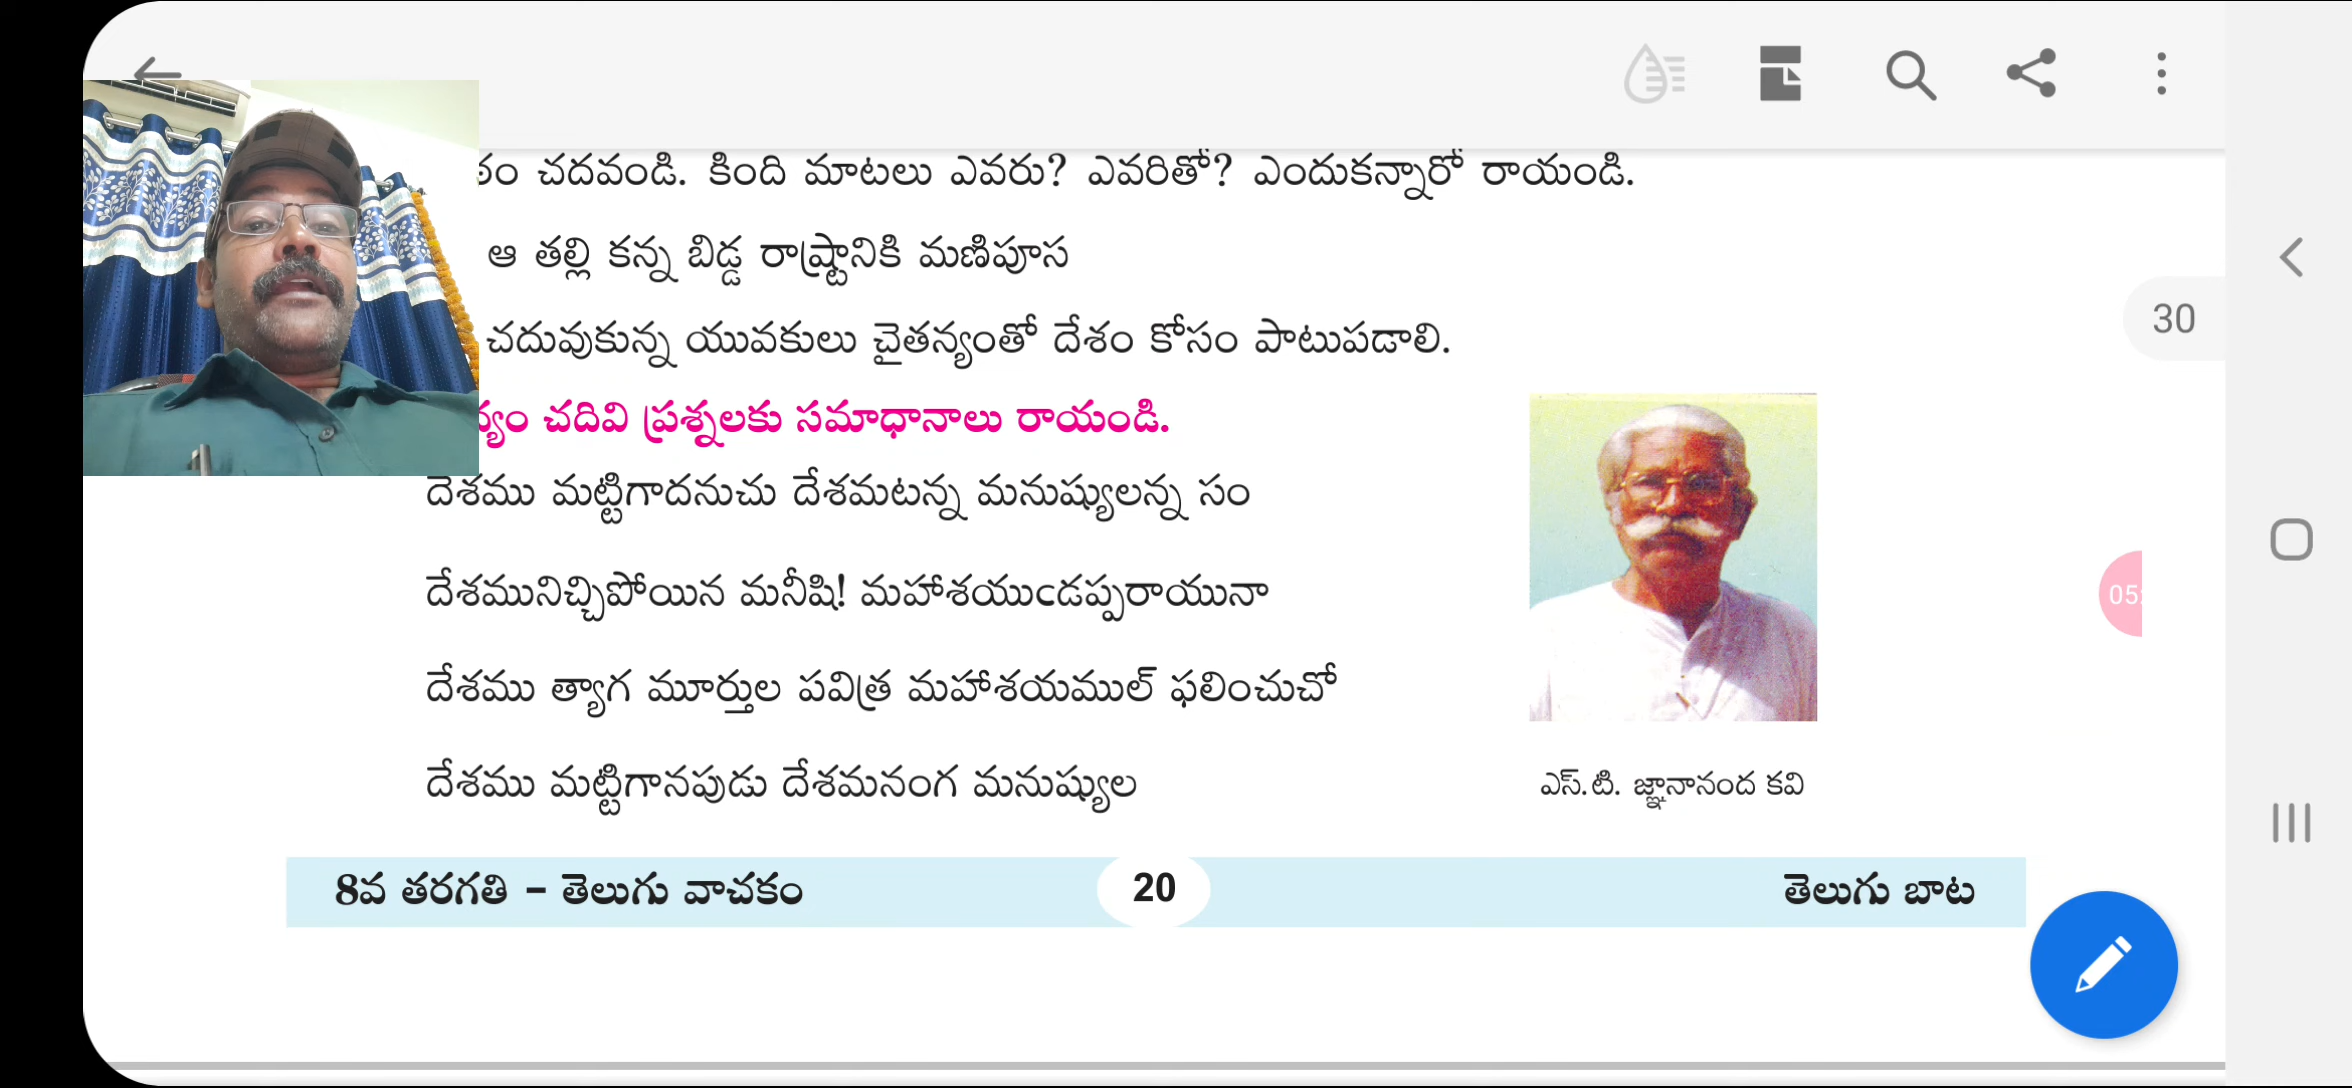 చదవండి. కింది మాటలు ఎవరు? ఎవరితో? ఎందుకన్నారో రాయండి.
ఆ తల్లి కన్న బిడ్డ రాష్ట్రానికి మణిపూస
30
చదువుకున్న యువకులు చైతన్యంతో దేశం కోసం పాటుపడాలి.
చదివి ప్రశ్నలకు సమాధానాలు రాయండి.
దేశము మట్టిగాదనుచు దేశమటన్న మనుష్యులన్న సం
దేశమునిచ్చిపోయిన మనీషి! మహాశయుఁడప్పరాయునా
05
దేశము త్యాగ మూర్తుల పవిత్ర మహాశయముల్ ఫలించుచో
దేశము మట్టిగానపుడు దేశమనంగ మనుష్యుల
ఎస్.టి. జ్ఞానానంద కవి
8వ తరగతి - తెలుగు వాచకం 20 తెలుగు బాట